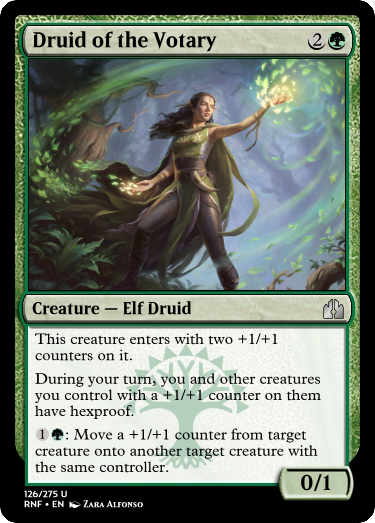 Druid of the Votary 2
Creature — Elf Druid
This creature enters with two +1/+1
counters on it.
During your turn, you and other creatures
you control with a +1/+1 counter on them
have hexproof.
1 : Move a +1/+1 counter from target
creature onto another target creature with
the same controller.
0/1
126/275 U
RNF • EN Zara Alfonso